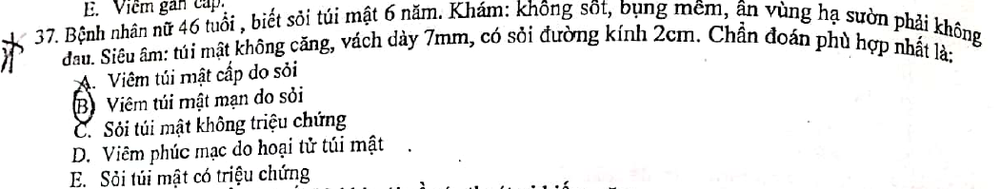 E. Viêm gan cấp.
37. Bệnh nhân nữ 46 tuổi , biết sỏi túi mật 6 năm. Khám: không sốt, bụng mềm, ấn vùng hạ sườn phải không
đau. Siêu âm: túi mật không căng, vách dày 7mm, có sỏi đường kính 2cm. Chẩn đoán phù hợp nhất là:
A. Viêm túi mật cấp do sỏi
B) Viêm túi mật mạn do sỏi
C. Sỏi túi mật không triệu chứng
D. Viêm phúc mạc do hoại tử túi mật
E. Sỏi túi mật có triệu chứng